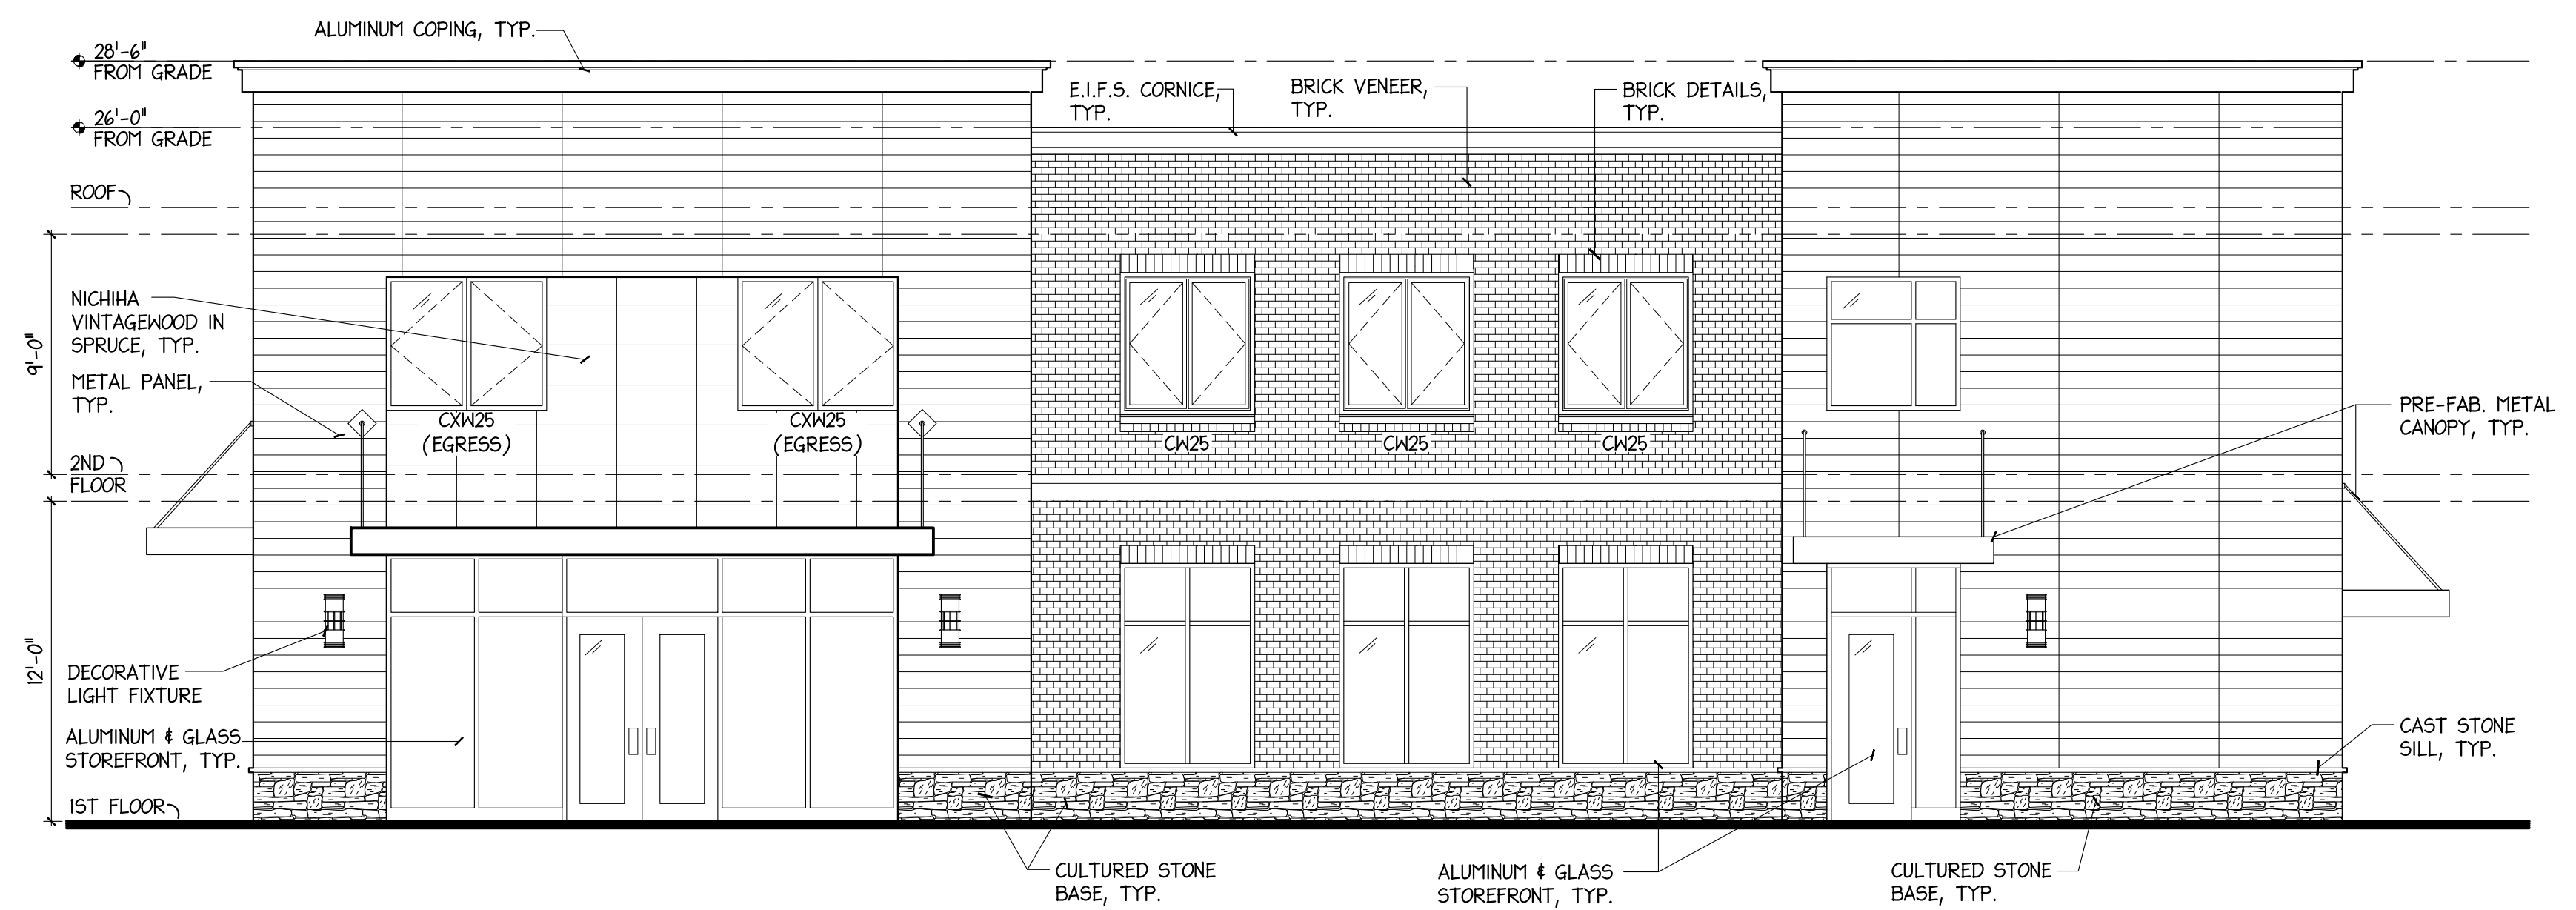 ALUMINUM COPING, TYP.
28'-6"
FROM GRADE
26'-0"
FROM GRADE
E.I.F.S. CORNICE,
TYP.
BRICK VENEER,
TYP.
BRICK DETAILS,
TYP.
ROOF
NICHIHA
VINTAGEWOOD IN
SPRUCE, TYP.
9'-0"
METAL PANEL,
TYP.
CXW25
(EGRESS)
CXW25
(EGRESS)
CW25
CW25
CW25
PRE-FAB. METAL
CANOPY, TYP.
2ND
FLOOR
12'-0"
DECORATIVE
LIGHT FIXTURE
ALUMINUM & GLASS
STOREFRONT, TYP.
CAST STONE
SILL, TYP.
1ST FLOOR
CULTURED STONE
BASE, TYP.
ALUMINUM & GLASS
STOREFRONT, TYP.
CULTURED STONE
BASE, TYP.